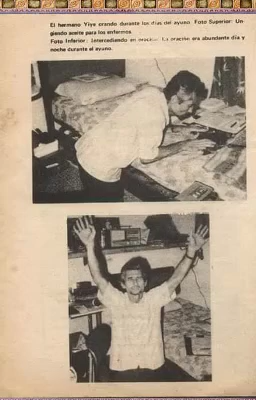 El hermano Yiye orando durante los días del ayuno. Foto Superior: Un-
giendo aceite para los enfermos.
Foto Inferior: Intercediendo en oración. La oración era abundante día y
noche durante el ayuno.